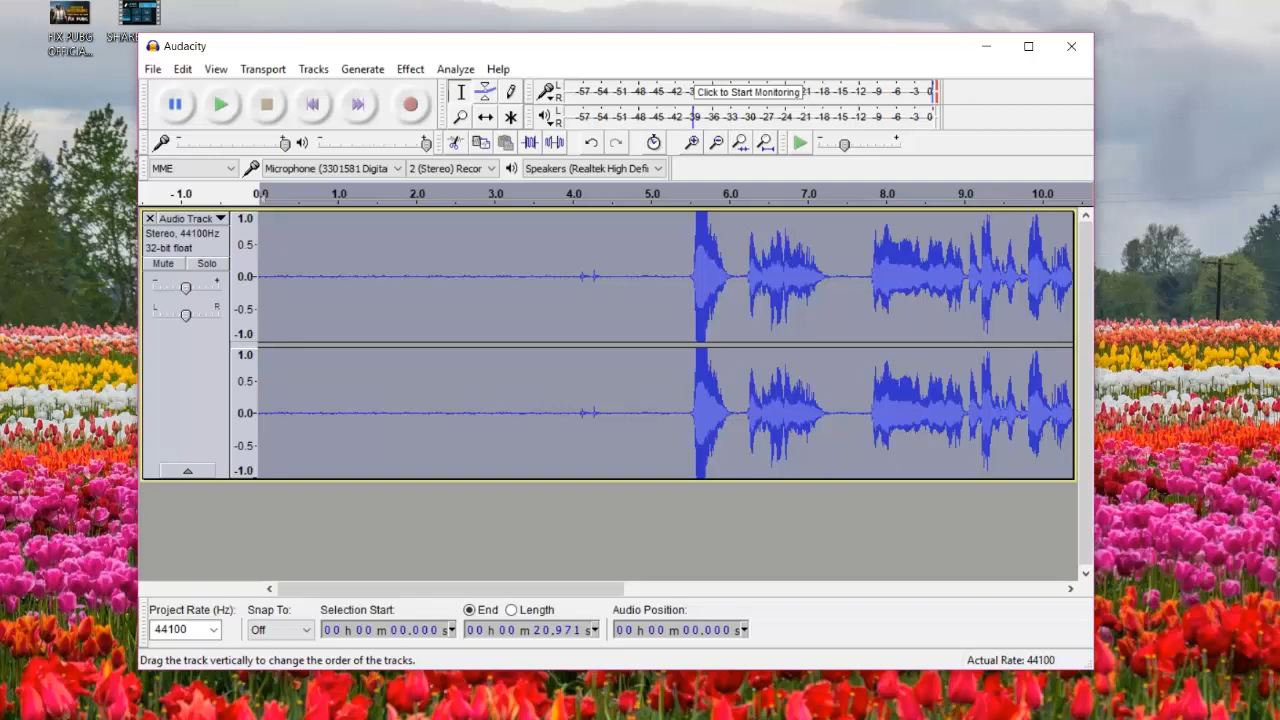 FIX PUBG
OFFICIA...
SHARE
Audacity
File Edit View Transport Tracks Generate Effect Analyze Help
L
R
-57 -54 -51 -48 -45 -42 -3 Click to Start Monitoring 21 -18 -15 -12 -9 -6 -3 0
L
R
-57 -54 -51 -48 -45 -42 -39 -36 -33 -30 -27 -24 -21 -18 -15 -12 -9 -6 -3 0
MME Microphone (3301581 Digita 2 (Stereo) Recor Speakers (Realtek High Defi
- 1.0 0.0 1.0 2.0 3.0 4.0 5.0 6.0 7.0 8.0 9.0 10.0
X Audio Track
Stereo, 44100Hz
32-bit float
Mute Solo
- +
L R
1.0
0.5
0.0
-0.5
-1.0
1.0
0.5
0.0
-0.5
-1.0
Project Rate (Hz): Snap To: Selection Start: End Length Audio Position:
44100 Off 00 h 00 m 00.000 s 00 h 00 m 20.971 s 00 h 00 m 00.000 s
Drag the track vertically to change the order of the tracks. Actual Rate: 44100